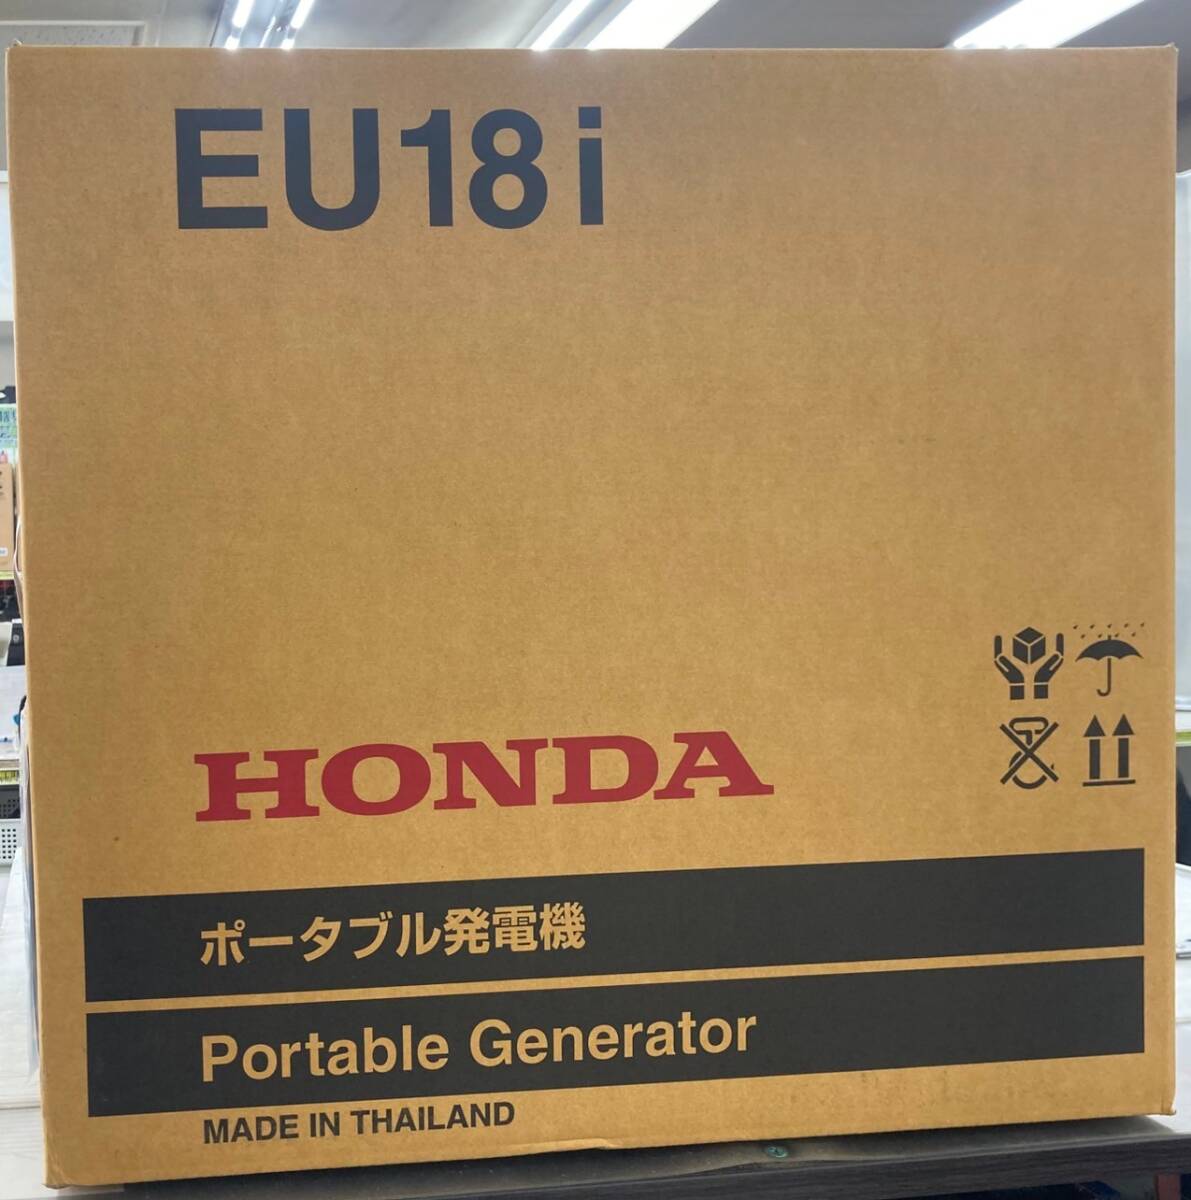 EU18i
HONDA
ポータブル発電機
Portable Generator
MADE IN THAILAND